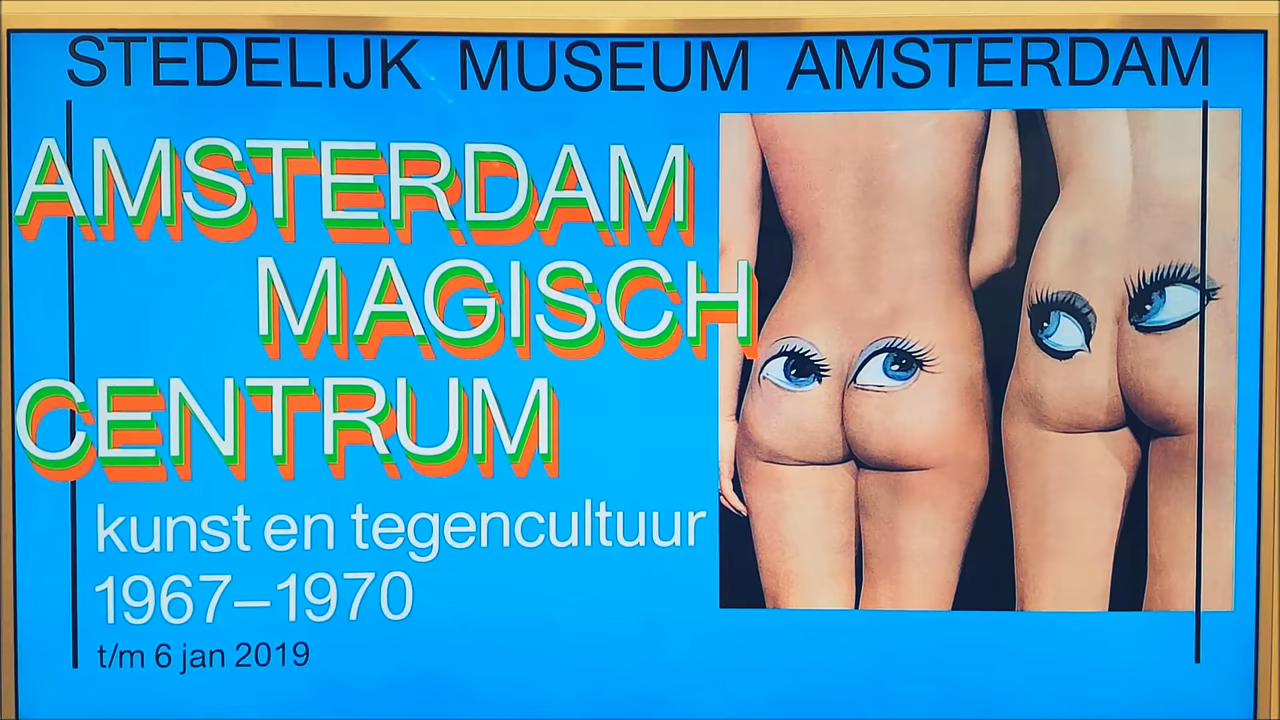 STEDELIJK MUSEUM AMSTERDAM
AMSTERDAM
MAGISCH
CENTRUM
kunst en tegencultuur
1967–1970
t/m 6 jan 2019